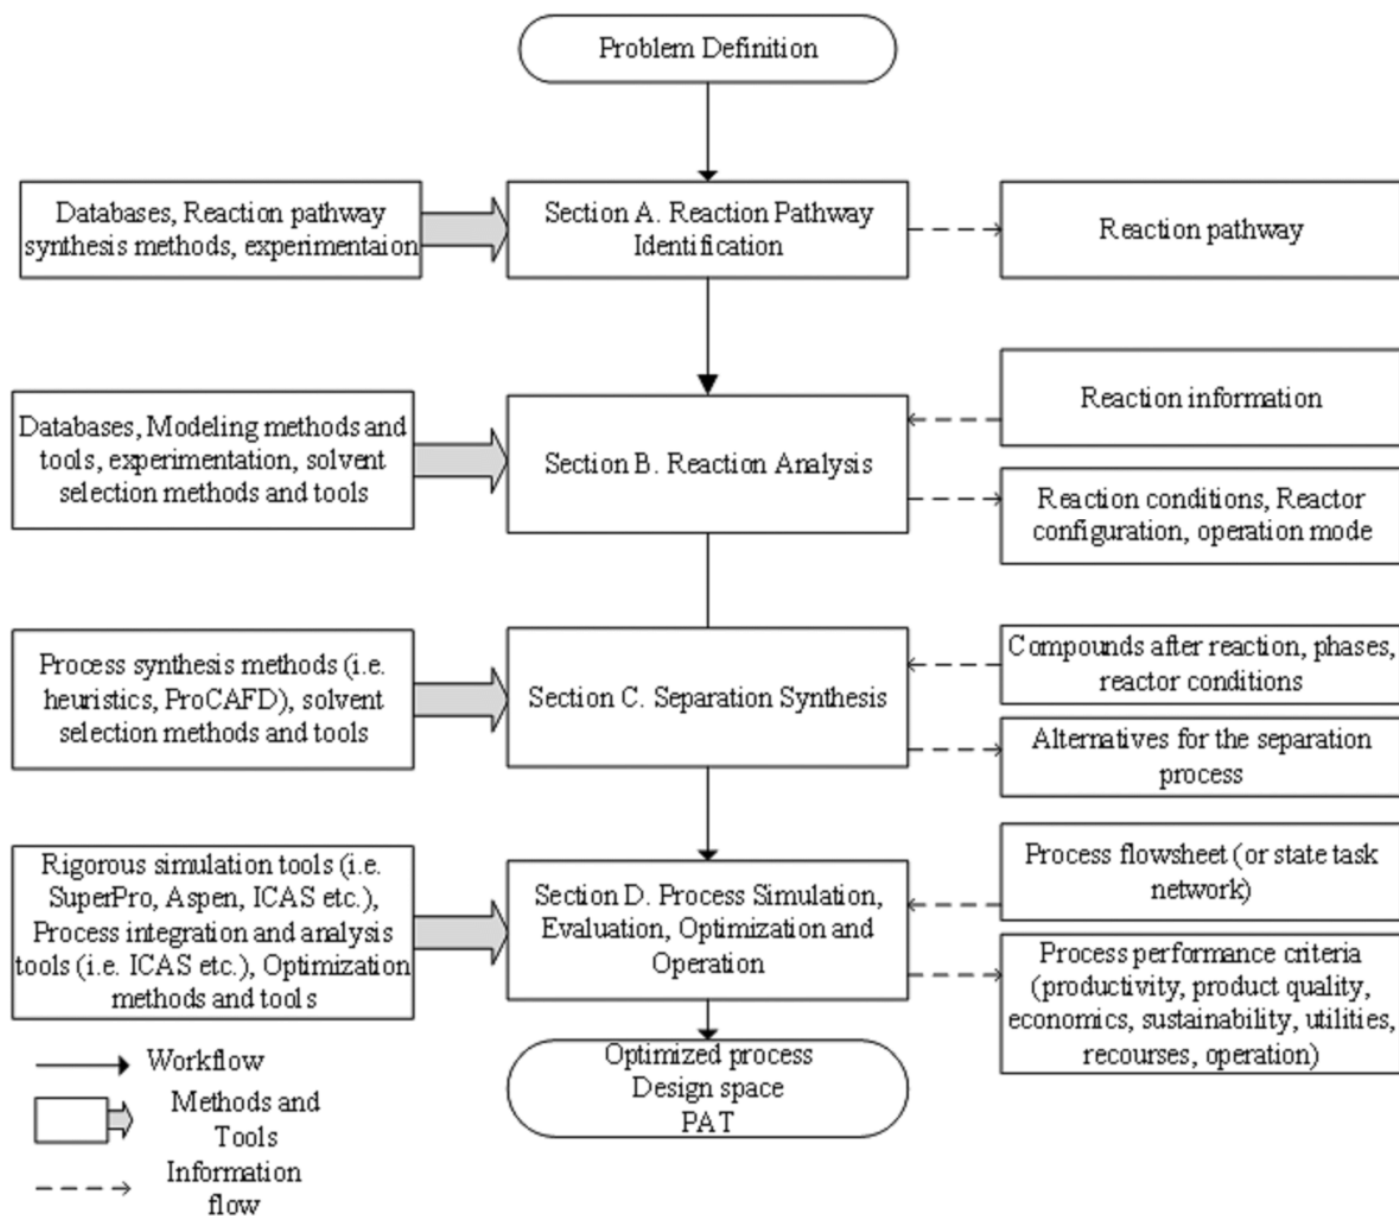 Problem Definition
Databases, Reaction pathway
synthesis methods, experimentaion
Section A. Reaction Pathway
Identification
Reaction pathway
Databases, Modeling methods and
tools, experimentation, solvent
selection methods and tools
Section B. Reaction Analysis
Reaction information
Reaction conditions, Reactor
configuration, operation mode
Process synthesis methods (i.e.
heuristics, ProCAFD), solvent
selection methods and tools
Section C. Separation Synthesis
Compounds after reaction, phases,
reactor conditions
Alternatives for the separation
process
Rigorous simulation tools (i.e.
SuperPro, Aspen, ICAS etc.),
Process integration and analysis
tools (i.e. ICAS etc.), Optimization
methods and tools
Section D. Process Simulation,
Evaluation, Optimization and
Operation
Process flowsheet (or state task
network)
Process performance criteria
(productivity, product quality,
economics, sustainability, utilities,
recourses, operation)
Optimized process
Design space
PAT
Workflow
Methods and
Tools
Information
flow